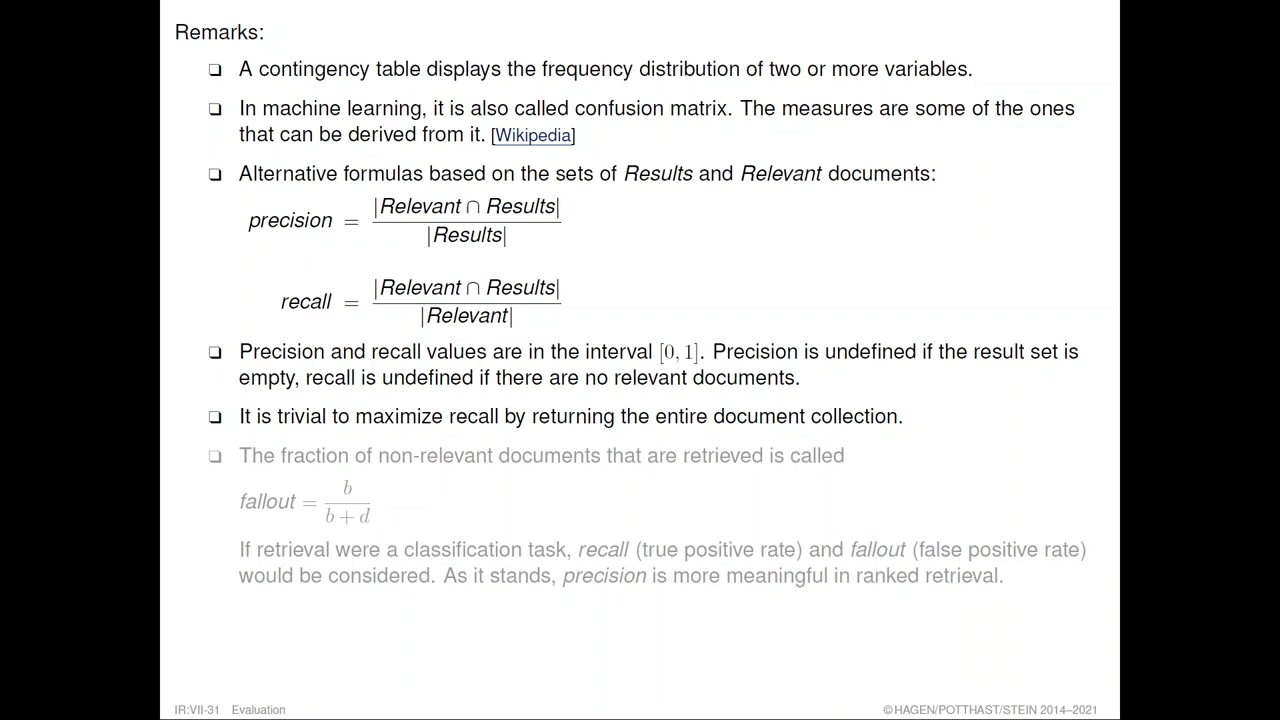 Remarks:
❏ A contingency table displays the frequency distribution of two or more variables.
❏ In machine learning, it is also called confusion matrix. The measures are some of the ones
that can be derived from it. [Wikipedia]
❏ Alternative formulas based on the sets of Results and Relevant documents:
precision = |Relevant ∩ Results| / |Results|
recall = |Relevant ∩ Results| / |Relevant|
❏ Precision and recall values are in the interval [0, 1]. Precision is undefined if the result set is
empty, recall is undefined if there are no relevant documents.
❏ It is trivial to maximize recall by returning the entire document collection.
❏ The fraction of non-relevant documents that are retrieved is called
fallout = b / (b + d)
If retrieval were a classification task, recall (true positive rate) and fallout (false positive rate)
would be considered. As it stands, precision is more meaningful in ranked retrieval.
IR:VII-31 Evaluation
©HAGEN/POTTHAST/STEIN 2014–2021